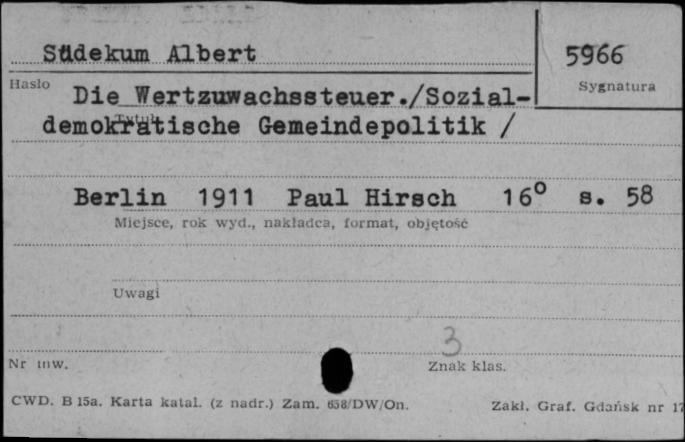 Südekum Albert
5966
Hasło
Sygnatura
Die Wertzuwachssteuer./Sozial-
demokratische Gemeindepolitik /
Tytuł
Berlin 1911 Paul Hirsch 16⁰ s. 58
Miejsce, rok wyd., nakładca, format, objętość
Uwagi
3
Nr inw.
Znak klas.
CWD. B 15a. Karta katal. (z nadr.) Zam. 658/DW/On.
Zakł. Graf. Gdańsk nr 17